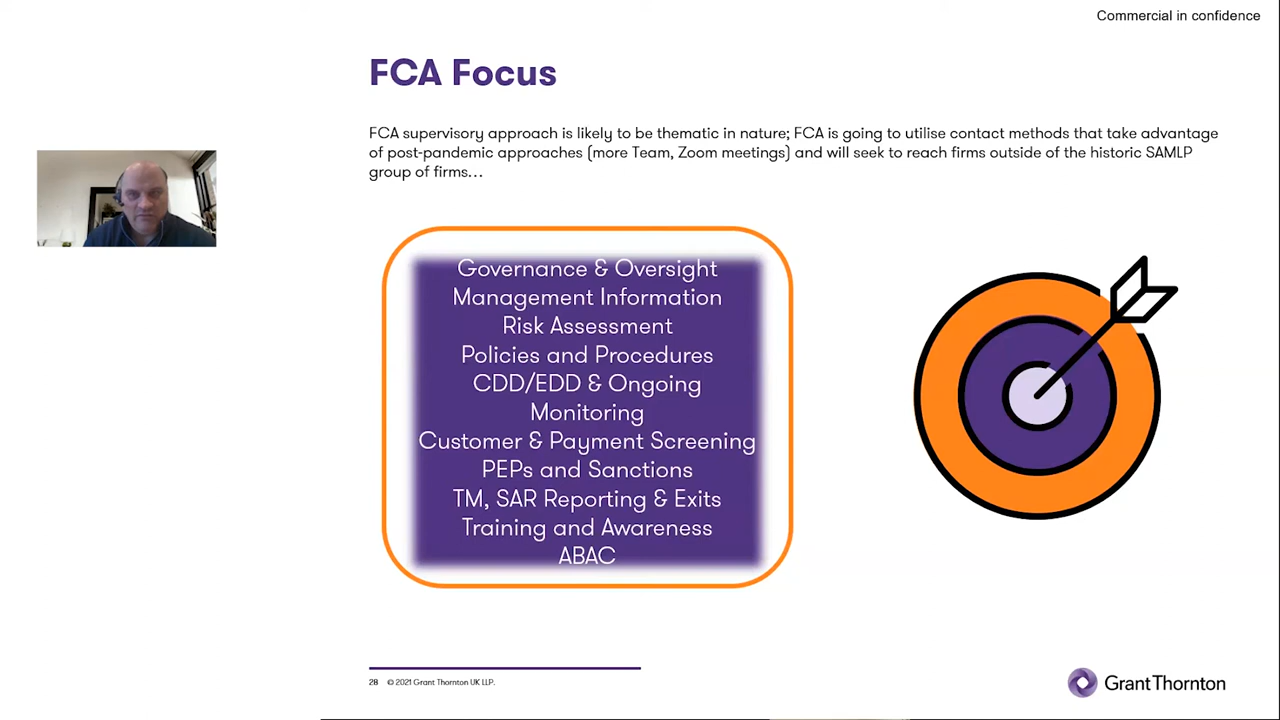 Commercial in confidence
FCA Focus
FCA supervisory approach is likely to be thematic in nature; FCA is going to utilise contact methods that take advantage
of post-pandemic approaches (more Team, Zoom meetings) and will seek to reach firms outside of the historic SAMLP
group of firms...
Governance & Oversight
Management Information
Risk Assessment
Policies and Procedures
CDD/EDD & Ongoing
Monitoring
Customer & Payment Screening
PEPs and Sanctions
TM, SAR Reporting & Exits
Training and Awareness
ABAC
28 © 2021 Grant Thornton UK LLP.
GrantThornton